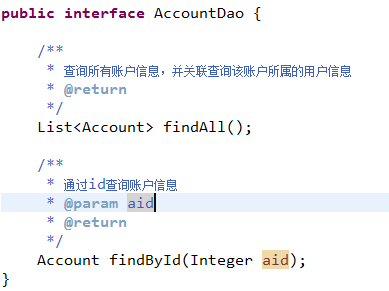 public interface AccountDao {
/**
* 查询所有账户信息，并关联查询该账户所属的用户信息
* @return
*/
List<Account> findAll();
/**
* 通过id查询账户信息
* @param aid
* @return
*/
Account findById(Integer aid);
}